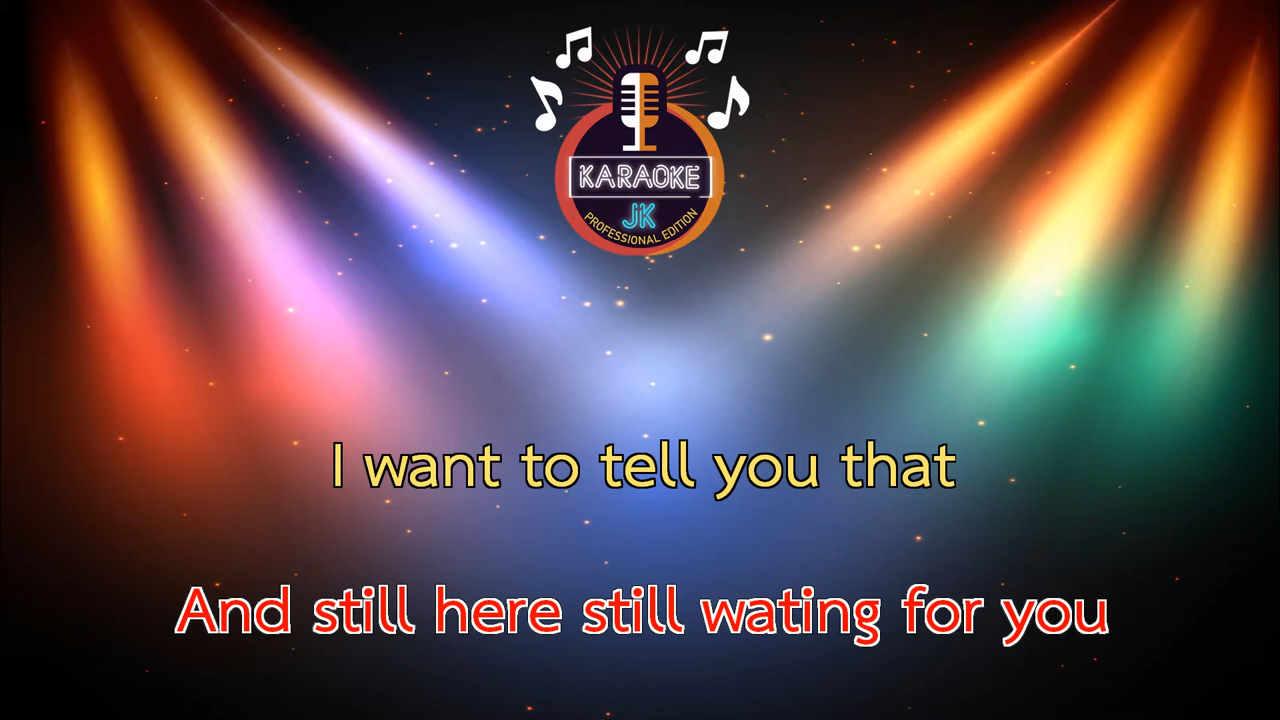 KARAOKE
JK
PROFESSIONAL EDITION
I want to tell you that
And still here still wating for you